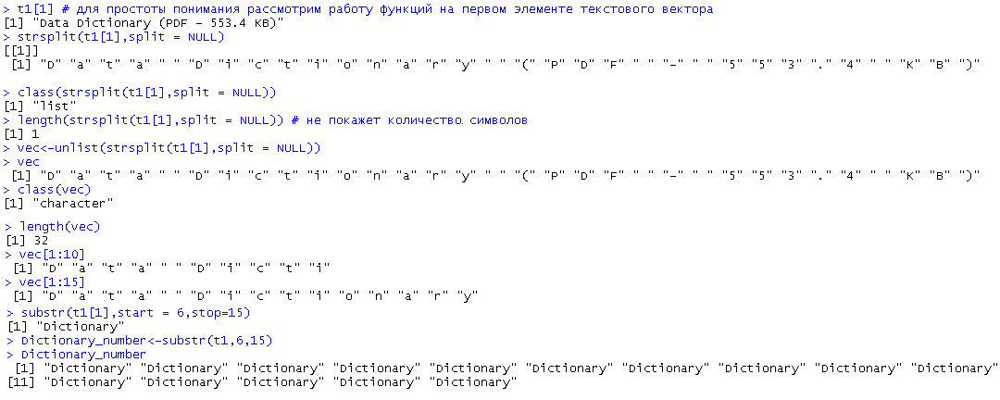 > t1[1] # для простоты понимания рассмотрим работу функций на первом элементе текстового вектора
[1] "Data Dictionary (PDF - 553.4 KB)"
> strsplit(t1[1],split = NULL)
[[1]]
 [1] "D" "a" "t" "a" " " "D" "i" "c" "t" "i" "o" "n" "a" "r" "y" " " "(" "P" "D" "F" " " "-" " " "5" "5" "3" "." "4" " " "K" "B" ")"
> class(strsplit(t1[1],split = NULL))
[1] "list"
> length(strsplit(t1[1],split = NULL)) # не покажет количество символов
[1] 1
> vec<-unlist(strsplit(t1[1],split = NULL))
> vec
 [1] "D" "a" "t" "a" " " "D" "i" "c" "t" "i" "o" "n" "a" "r" "y" " " "(" "P" "D" "F" " " "-" " " "5" "5" "3" "." "4" " " "K" "B" ")"
> class(vec)
[1] "character"
> length(vec)
[1] 32
> vec[1:10]
 [1] "D" "a" "t" "a" " " "D" "i" "c" "t" "i"
> vec[1:15]
 [1] "D" "a" "t" "a" " " "D" "i" "c" "t" "i" "o" "n" "a" "r" "y"
> substr(t1[1],start = 6,stop=15)
[1] "Dictionary"
> Dictionary_number<-substr(t1,6,15)
> Dictionary_number
 [1] "Dictionary" "Dictionary" "Dictionary" "Dictionary" "Dictionary" "Dictionary" "Dictionary" "Dictionary" "Dictionary" "Dictionary"
[11] "Dictionary" "Dictionary" "Dictionary" "Dictionary" "Dictionary"